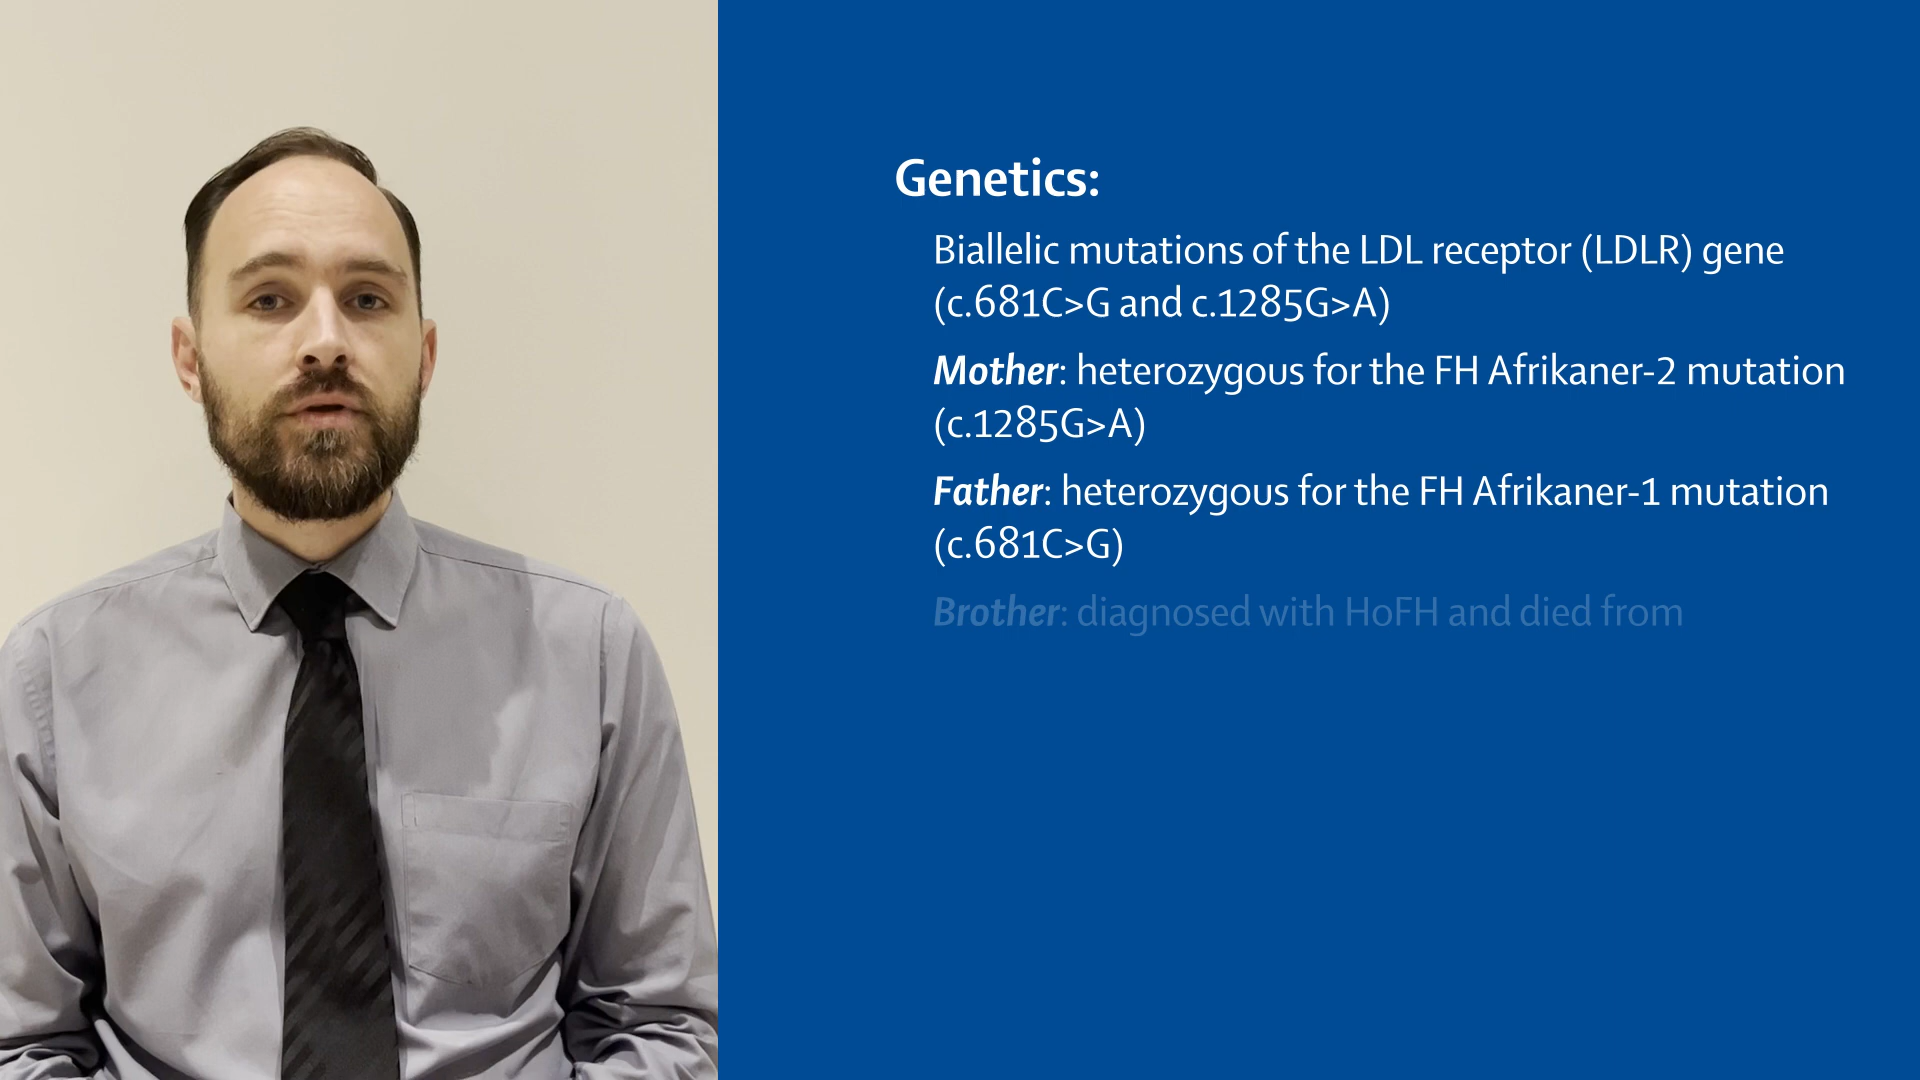 Genetics:
Biallelic mutations of the LDL receptor (LDLR) gene
(c.681C>G and c.1285G>A)
Mother: heterozygous for the FH Afrikaner-2 mutation
(c.1285G>A)
Father: heterozygous for the FH Afrikaner-1 mutation
(c.681C>G)
Brother: diagnosed with HoFH and died from